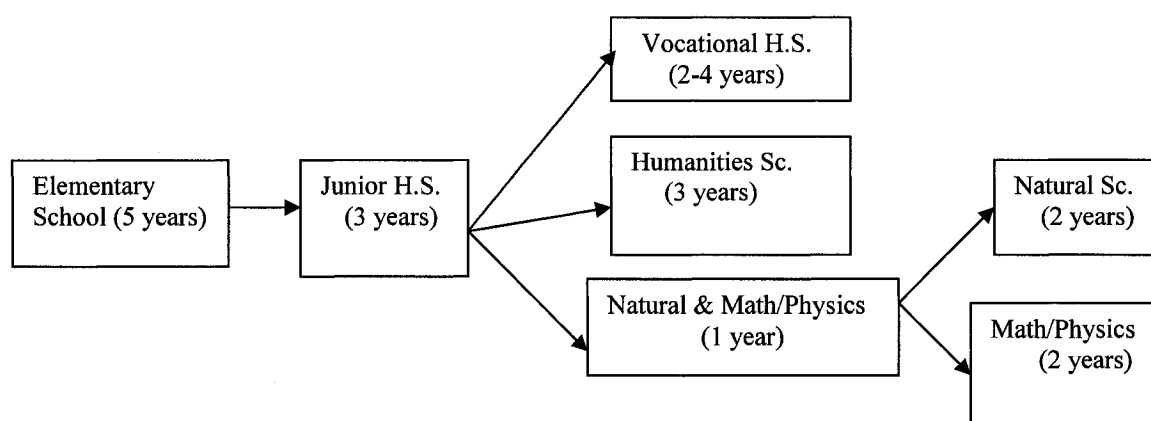 Vocational H.S.
(2-4 years)
Elementary
School (5 years)
Junior H.S.
(3 years)
Humanities Sc.
(3 years)
Natural & Math/Physics
(1 year)
Natural Sc.
(2 years)
Math/Physics
(2 years)